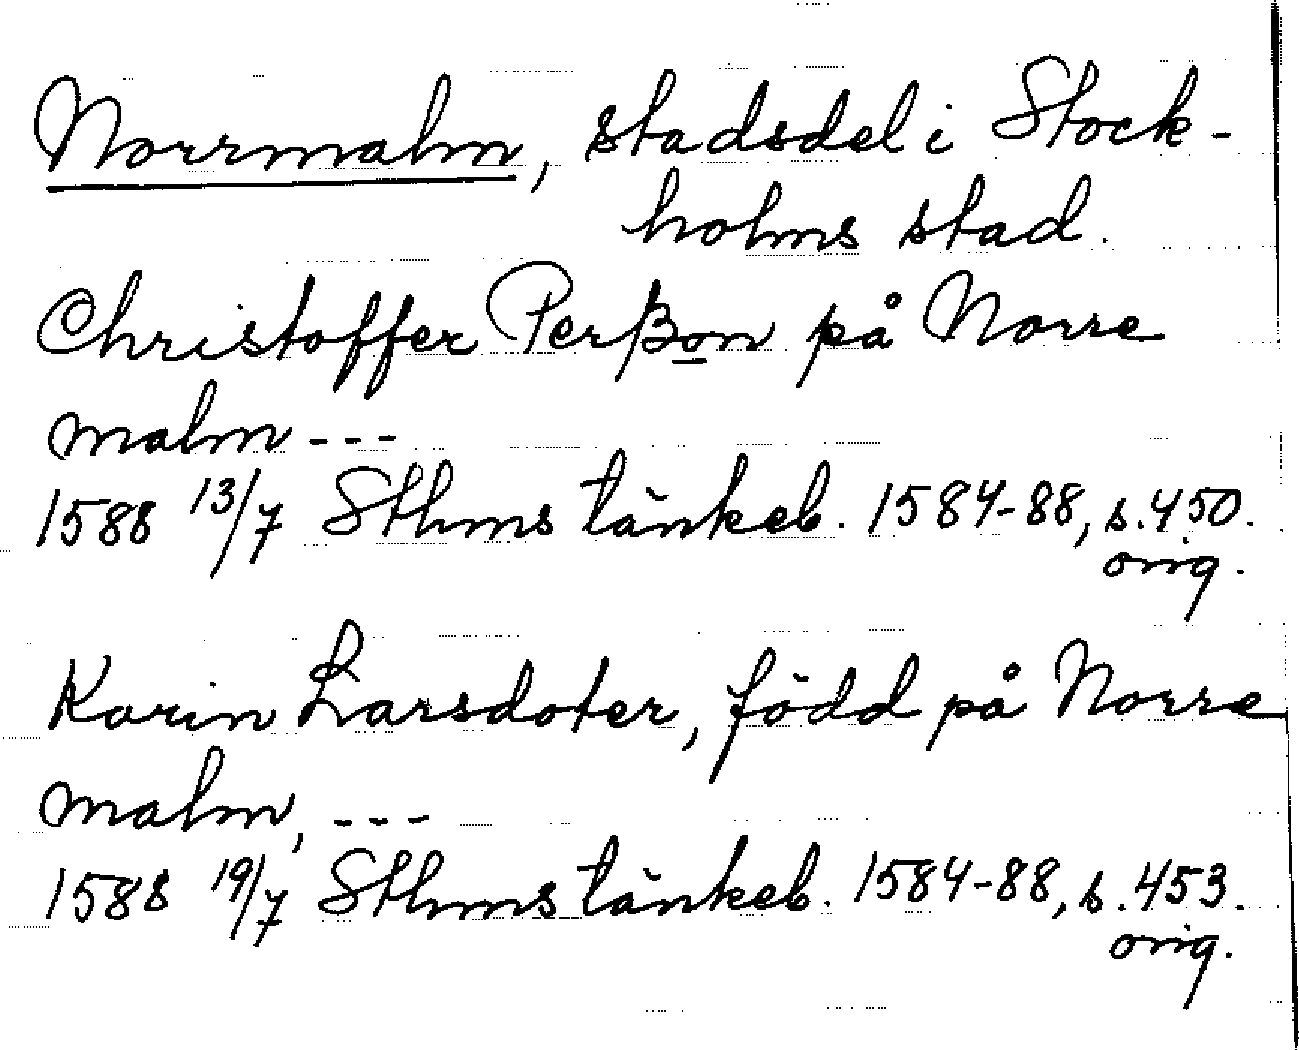 Norrmalm, stadsdel i Stock-
holms stad.
Christoffer Perßon på Norre
malm ---
1588 13/7 Sthms tänkeb. 1584-88, s. 450.
orig.
Karin Larsdoter, född på Norre
malm, ---
1588 19/7 Sthms tänkeb. 1584-88, s. 453.
orig.